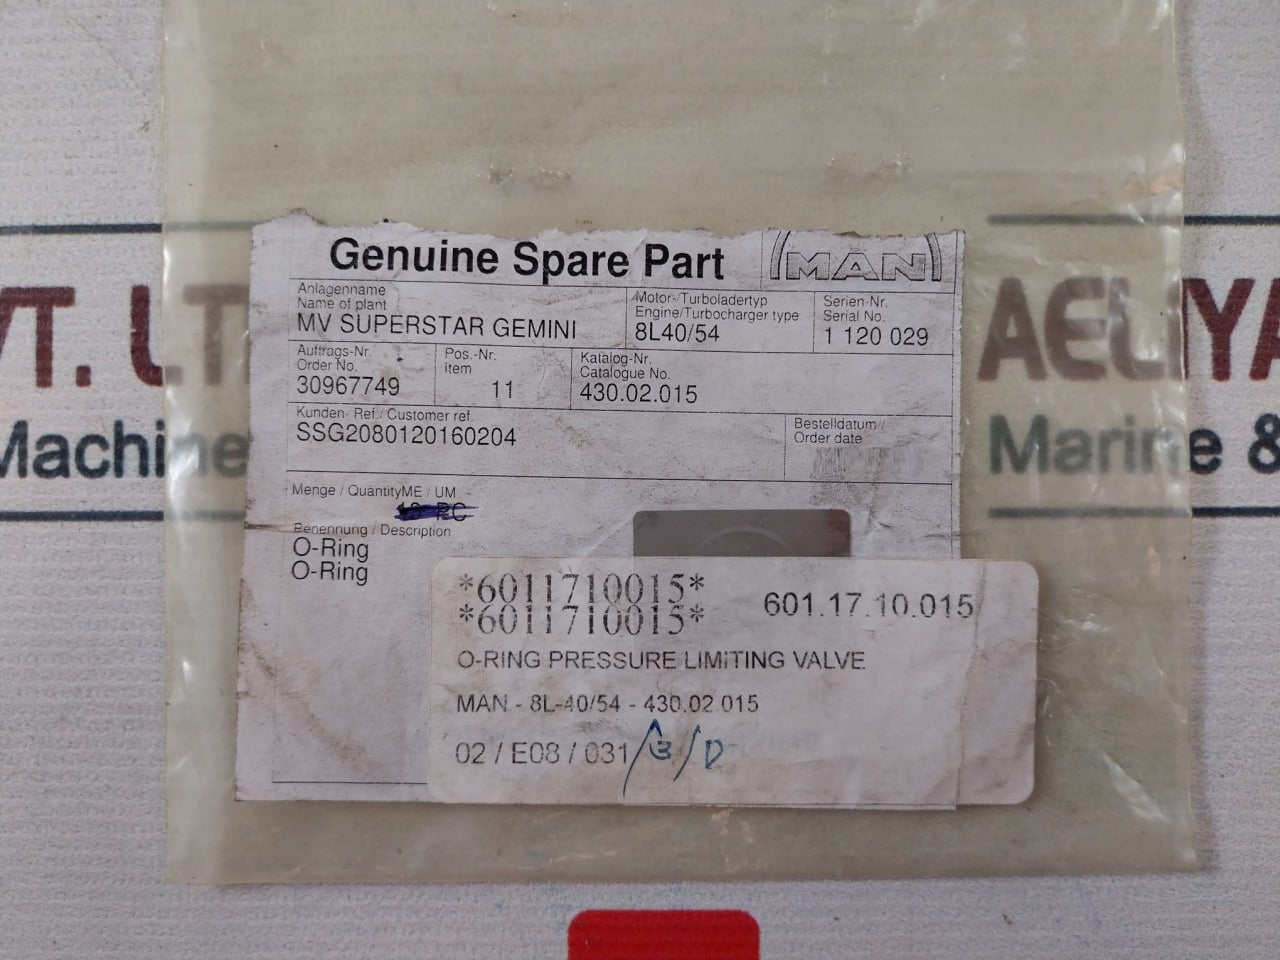 Genuine Spare Part
MAN
Anlagenname
Name of plant
MV SUPERSTAR GEMINI
Motor-/Turboladertyp
Engine/Turbocharger type
8L40/54
Serien-Nr.
Serial No.
1 120 029
Auftrags-Nr.
Order No.
30967749
Pos.-Nr.
Item
11
Katalog-Nr.
Catalogue No.
430.02.015
Kunden- Ref./ Customer ref.
SSG2080120160204
Bestelldatum/
Order date
Menge / QuantityME / UM
Benennung / Description
O-Ring
O-Ring
*6011710015*
*6011710015*
601.17.10.015
O-RING PRESSURE LIMITING VALVE
MAN - 8L-40/54 - 430.02.015
02 / E08 / 031/B/D
VT. LT
Machine
AELIYA
Marine &